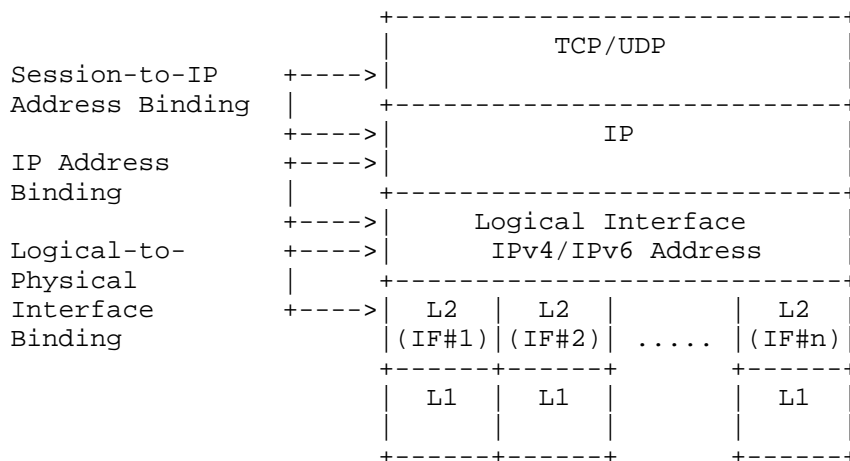 TCP/UDP
Session-to-IP
Address Binding
IP
IP Address
Binding
Logical Interface
Logical-to- IPv4/IPv6 Address
Physical
Interface L2 L2 L2
Binding (IF#1) (IF#2) ..... (IF#n)
L1 L1 L1